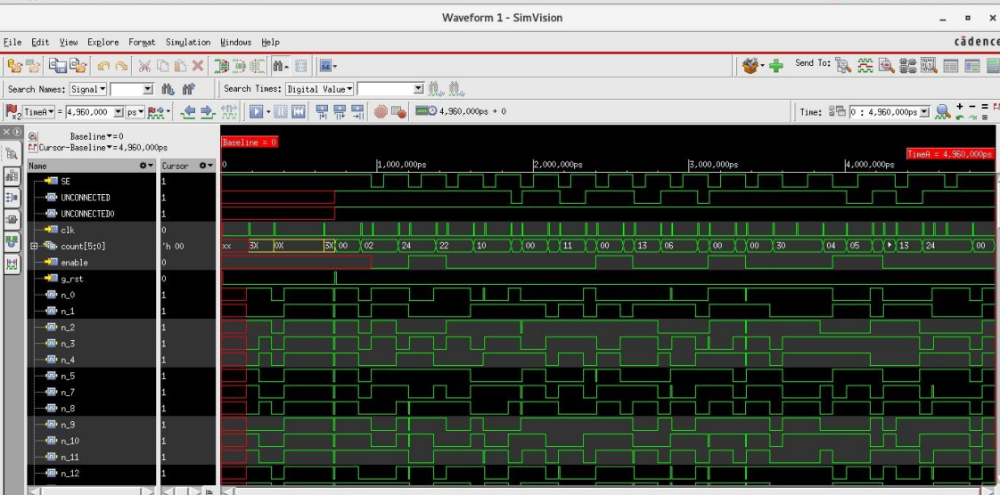 Waveform 1 - SimVision
File Edit View Explore Format Simulation Windows Help
cādence
Send To:
Search Names: Signal
Search Times: Digital Value
TimeA = 4,960,000 ps
4,960,000ps + 0
Time: 0 : 4,960,000ps
Baseline = 0
Cursor-Baseline = 4,960,000ps
Baseline = 0
TimeA = 4,960,000ps
Name Cursor 0 1,000,000ps 2,000,000ps 3,000,000ps 4,000,000ps
SE 1
UNCONNECTED 1
UNCONNECTED0 1
clk 0
count[5:0] 'h 00 xx 3X 0X 3X 00 02 24 22 10 00 11 00 13 06 00 00 30 04 05 13 24 00
enable 0
g_rst 0
n_0 1
n_1 1
n_2 1
n_3 1
n_4 1
n_5 1
n_7 1
n_8 1
n_9 1
n_10 1
n_11 1
n_12 1